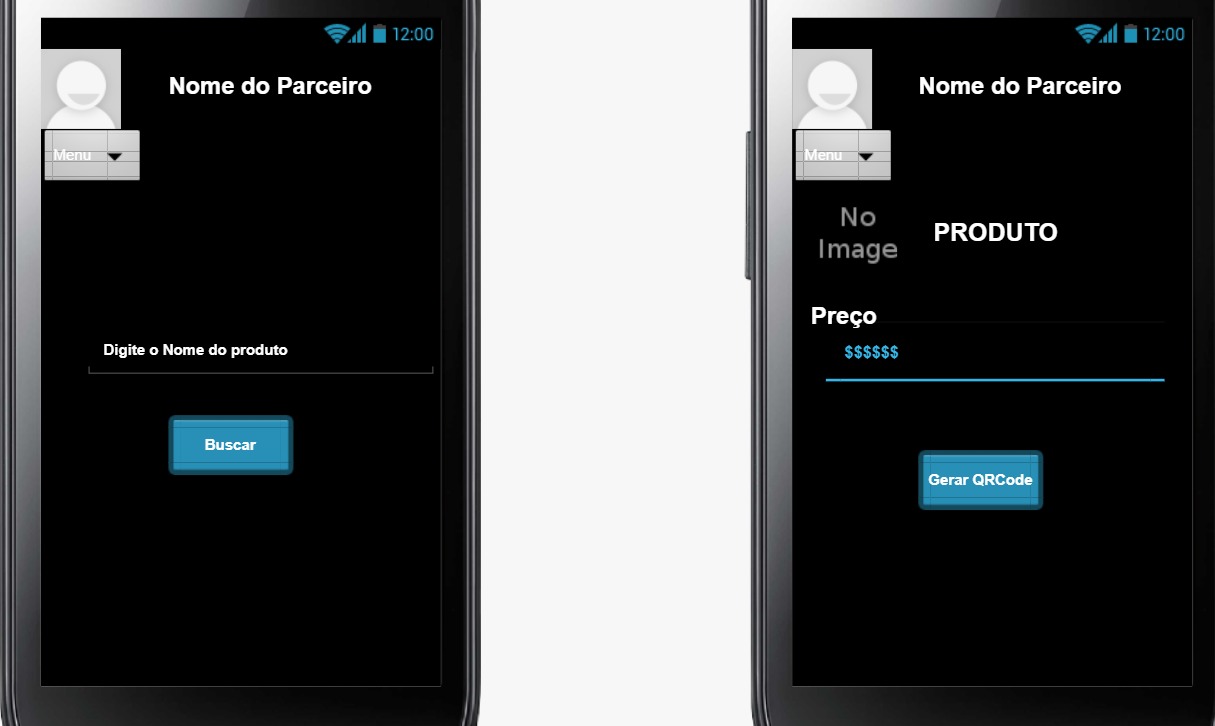 12:00
Nome do Parceiro
Menu
Digite o Nome do produto
Buscar
12:00
Nome do Parceiro
Menu
No
Image
PRODUTO
Preço
$$$$$$
Gerar QRCode